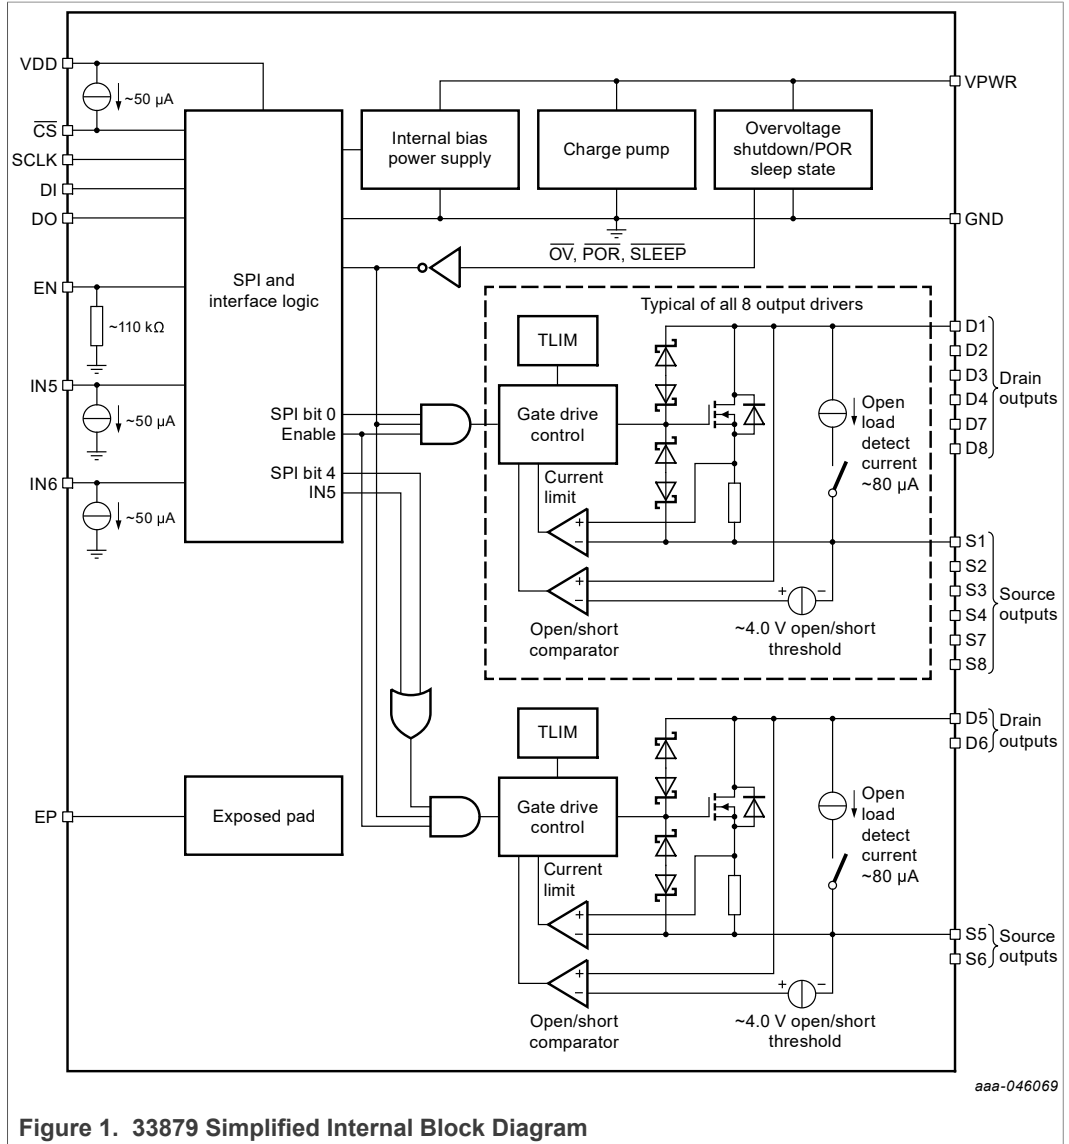 VDD
~50 µA
CS
SCLK
DI
DO
EN
~110 kΩ
IN5
~50 µA
IN6
~50 µA
EP
SPI and
interface logic
SPI bit 0
Enable
SPI bit 4
IN5
Exposed pad
Internal bias
power supply
Charge pump
Overvoltage
shutdown/POR
sleep state
VPWR
GND
OV, POR, SLEEP
Typical of all 8 output drivers
TLIM
Gate drive
control
Current
limit
+
−
+
−
Open/short
comparator
+
−
~4.0 V open/short
threshold
Open
load
detect
current
~80 µA
D1
D2
D3
D4
D7
D8
Drain
outputs
S1
S2
S3
S4
S7
S8
Source
outputs
TLIM
Gate drive
control
Current
limit
+
−
+
−
Open/short
comparator
+
−
~4.0 V open/short
threshold
Open
load
detect
current
~80 µA
D5
D6
Drain
outputs
S5
S6
Source
outputs
aaa-046069
Figure 1. 33879 Simplified Internal Block Diagram